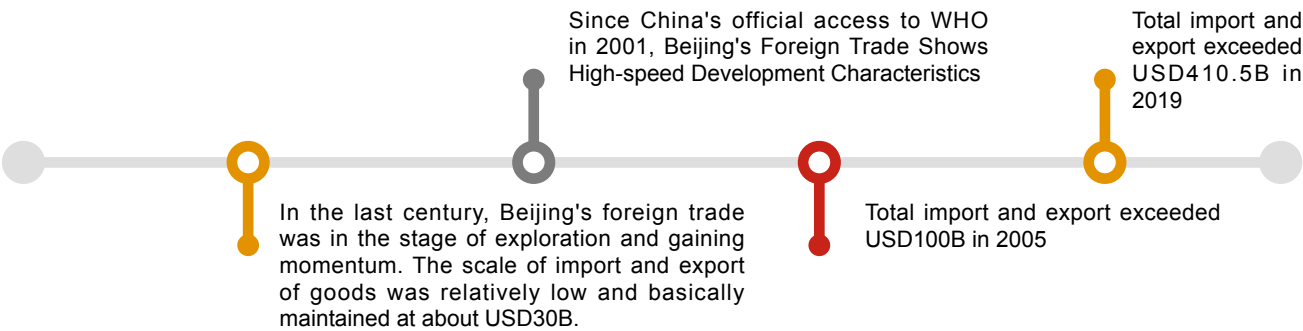 Since China's official access to WHO
in 2001, Beijing's Foreign Trade Shows
High-speed Development Characteristics
Total import and
export exceeded
USD410.5B in
2019
In the last century, Beijing's foreign trade
was in the stage of exploration and gaining
momentum. The scale of import and export
of goods was relatively low and basically
maintained at about USD30B.
Total import and export exceeded
USD100B in 2005